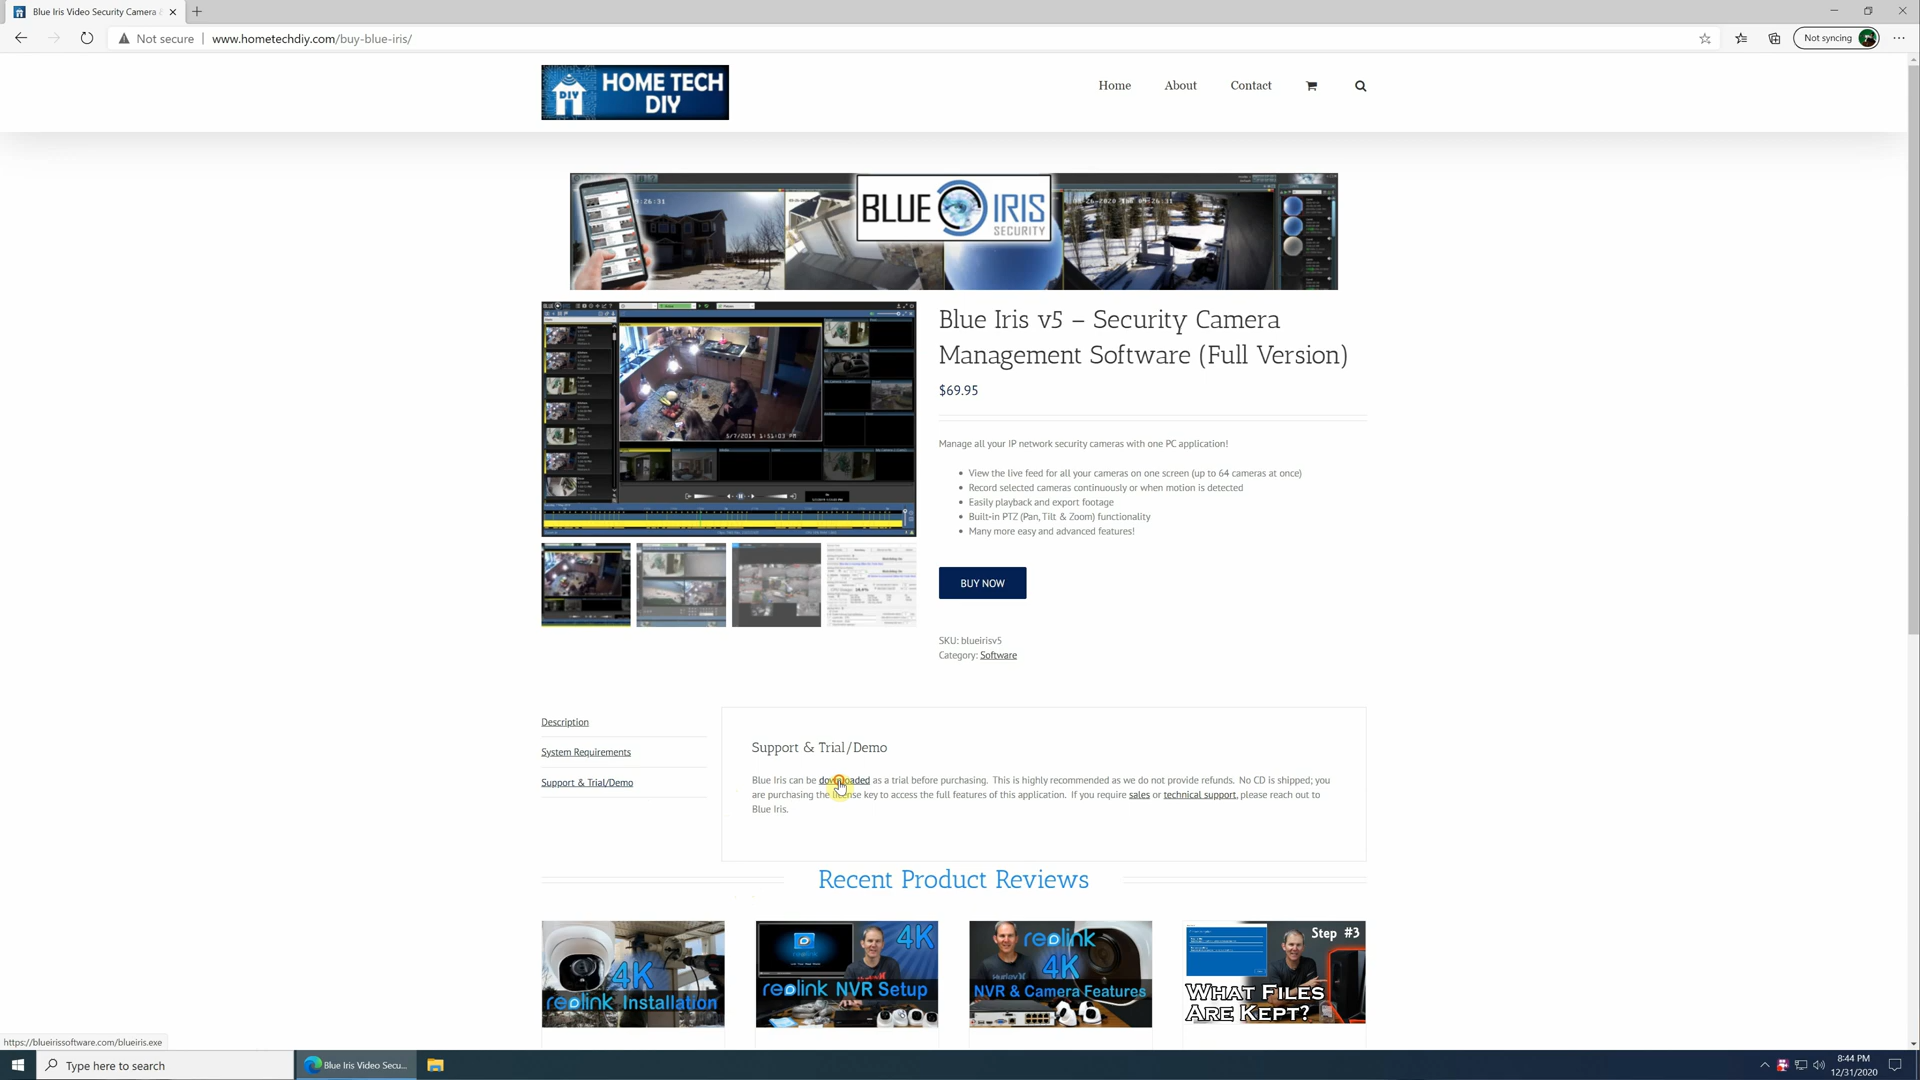 Blue Iris Video Security Camera
Not secure
www.hometechdiy.com/buy-blue-iris/
Not syncing
DIY
HOME TECH
DIY
Home
About
Contact
BLUE IRIS
SECURITY
Blue Iris v5 – Security Camera
Management Software (Full Version)
$69.95
5/7/2019 1:51:03 PM
Manage all your IP network security cameras with one PC application!
• View the live feed for all your cameras on one screen (up to 64 cameras at once)
• Record selected cameras continuously or when motion is detected
• Easily playback and export footage
• Built-in PTZ (Pan, Tilt & Zoom) functionality
• Many more easy and advanced features!
BUY NOW
SKU: blueirisv5
Category: Software
Description
System Requirements
Support & Trial/Demo
Support & Trial/Demo
Blue Iris can be downloaded as a trial before purchasing. This is highly recommended as we do not provide refunds. No CD is shipped; you
are purchasing the license key to access the full features of this application. If you require sales or technical support, please reach out to
Blue Iris.
Recent Product Reviews
4K
reolink Installation
4K
reolink NVR Setup
reolink
4K
NVR & Camera Features
Step #3
WHAT FILES
ARE KEPT?
https://blueirissoftware.com/blueiris.exe
Type here to search
Blue Iris Video Secu...
8:44 PM
12/31/2020